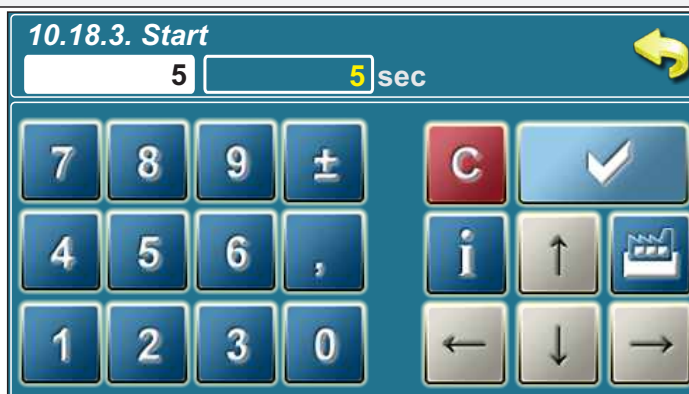 10.18.3. Start
5 5 sec
7 8 9 ± C
4 5 6 , i ↑
1 2 3 0 ← ↓ →